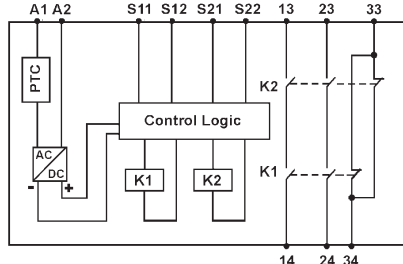 A1 A2 S11 S12 S21 S22 13 23 33
PTC
K2
Control Logic
AC
DC
- +
K1 K2
K1
14 24 34